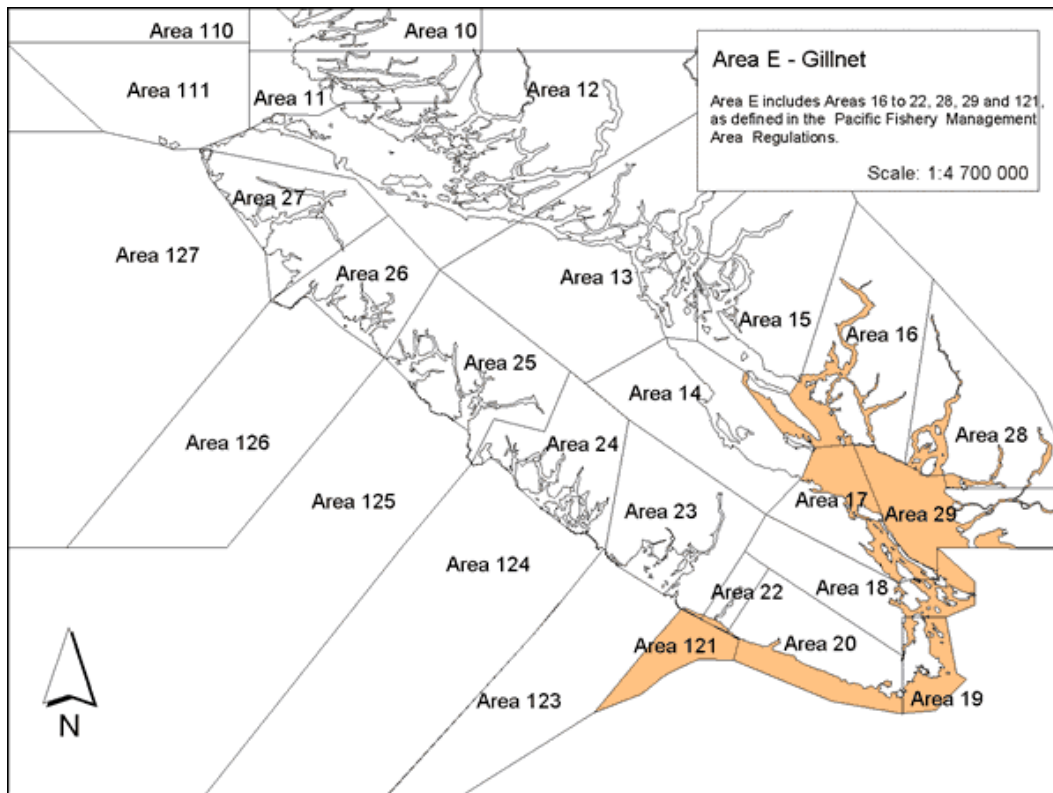 Area 110
Area 10
Area 111
Area 11
Area 12
Area E - Gillnet
Area E includes Areas 16 to 22, 28, 29 and 121,
as defined in the Pacific Fishery Management
Area Regulations.
Scale: 1:4 700 000
Area 27
Area 127
Area 26
Area 13
Area 15
Area 16
Area 25
Area 14
Area 28
Area 126
Area 24
Area 125
Area 17
Area 23
Area 29
Area 124
Area 22
Area 18
Area 121
Area 20
Area 123
Area 19
N